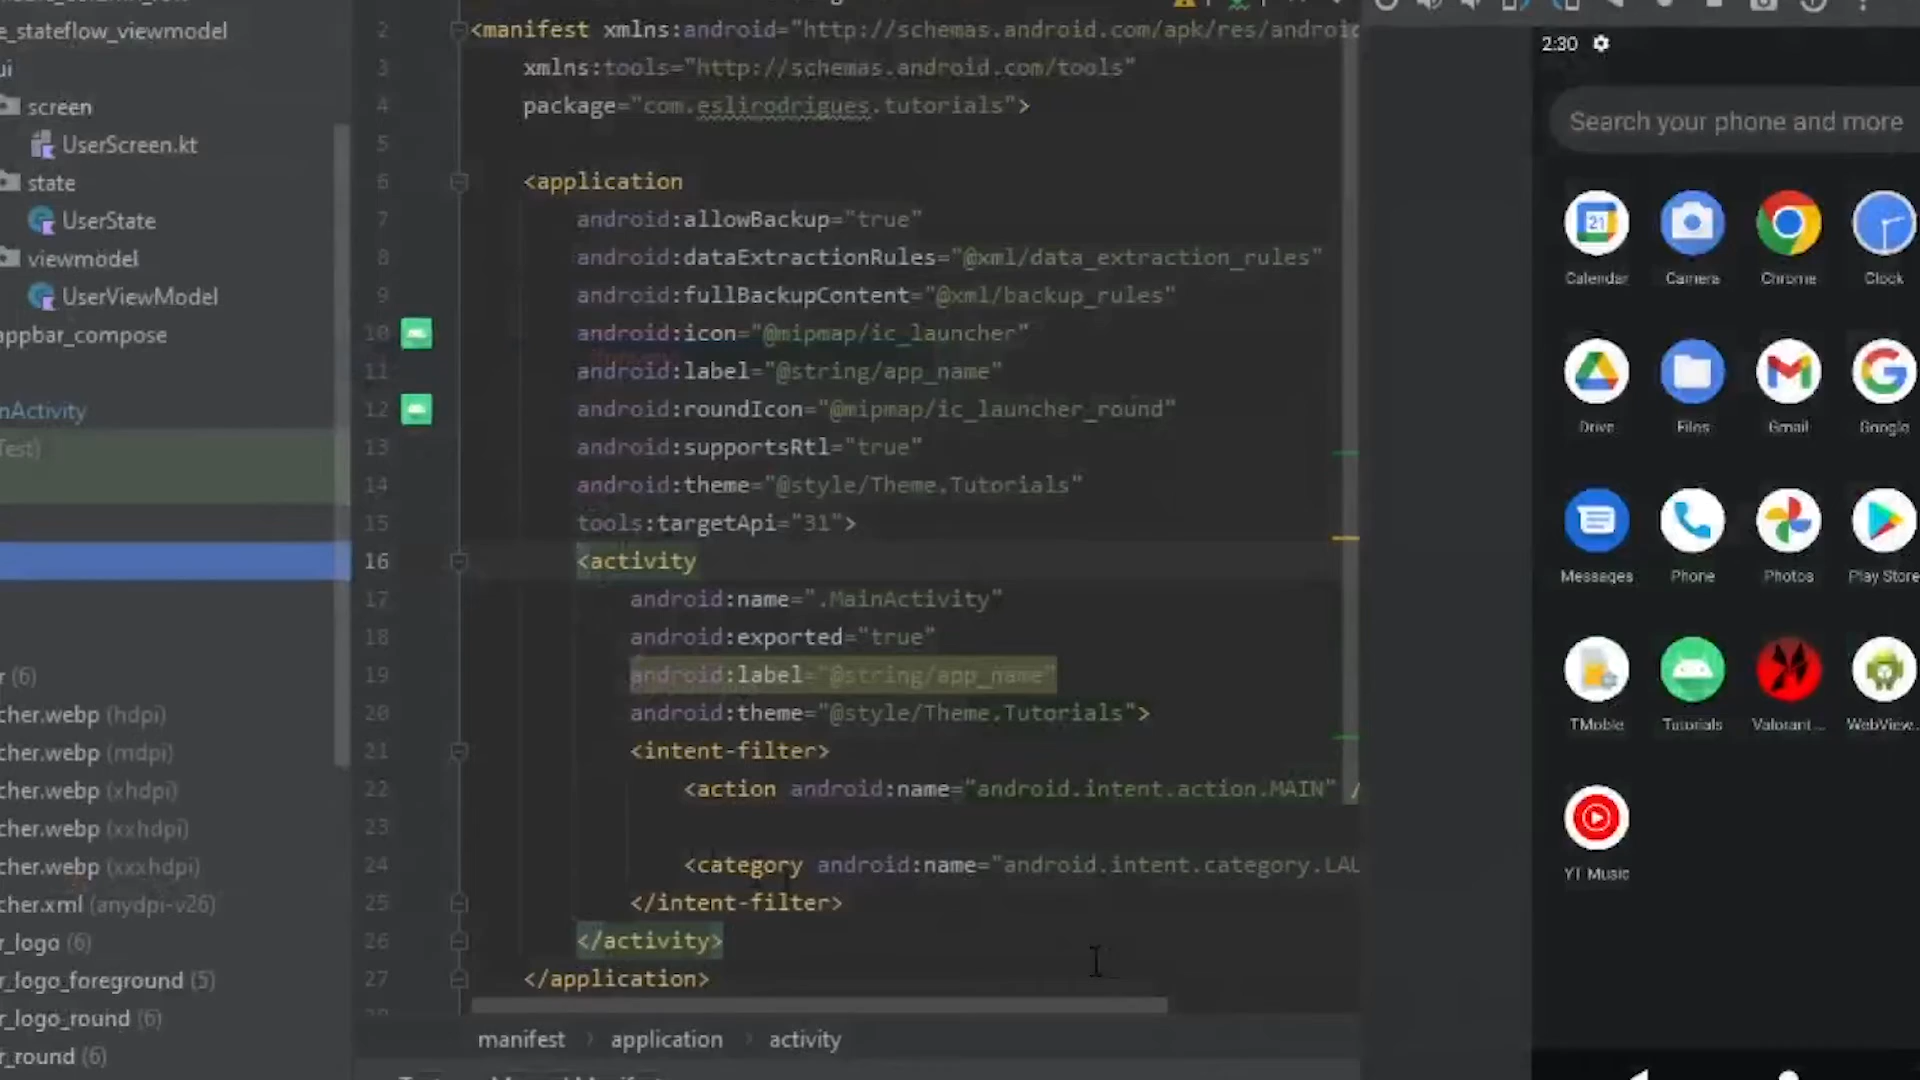 e_stateflow_viewmodel
ui
screen
UserScreen.kt
state
UserState
viewmodel
UserViewModel
appbar_compose
nActivity
Test)
r (6)
cher.webp (hdpi)
cher.webp (mdpi)
cher.webp (xhdpi)
cher.webp (xxhdpi)
cher.webp (xxxhdpi)
cher.xml (anydpi-v26)
r_logo (6)
r_logo_foreground (5)
r_logo_round (6)
r_round (6)
2 <manifest xmlns:android="http://schemas.android.com/apk/res/androi
3 xmlns:tools="http://schemas.android.com/tools"
4 package="com.eslirodrigues.tutorials">
5
6 <application
7 android:allowBackup="true"
8 android:dataExtractionRules="@xml/data_extraction_rules"
9 android:fullBackupContent="@xml/backup_rules"
10 android:icon="@mipmap/ic_launcher"
11 android:label="@string/app_name"
12 android:roundIcon="@mipmap/ic_launcher_round"
13 android:supportsRtl="true"
14 android:theme="@style/Theme.Tutorials"
15 tools:targetApi="31">
16 <activity
17 android:name=".MainActivity"
18 android:exported="true"
19 android:label="@string/app_name"
20 android:theme="@style/Theme.Tutorials">
21 <intent-filter>
22 <action android:name="android.intent.action.MAIN" /
23
24 <category android:name="android.intent.category.LAU
25 </intent-filter>
26 </activity>
27 </application>
manifest > application > activity
2:30
Search your phone and more
21
Calendar Camera Chrome Clock
Drive Files Gmail Google
Messages Phone Photos Play Store
TMoble Tutorials Valorant... WebView...
YT Music